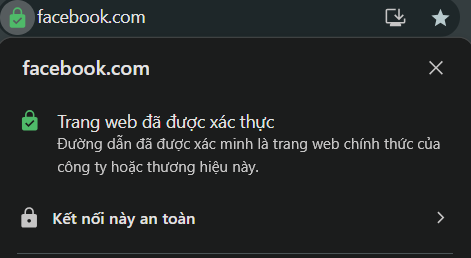 facebook.com
facebook.com
Trang web đã được xác thực
Đường dẫn đã được xác minh là trang web chính thức của
công ty hoặc thương hiệu này.
Kết nối này an toàn